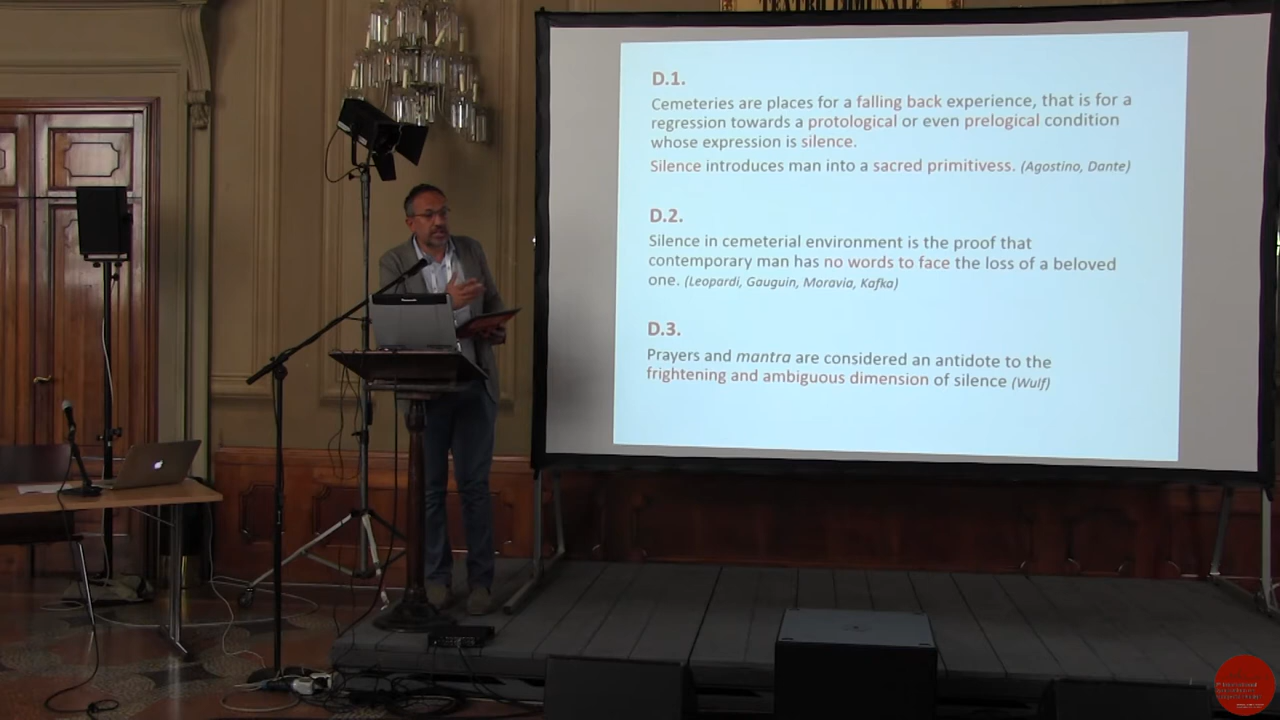 D.1.
Cemeteries are places for a falling back experience, that is for a
regression towards a protological or even prelogical condition
whose expression is silence.
Silence introduces man into a sacred primitivess. (Agostino, Dante)
D.2.
Silence in cemeterial environment is the proof that
contemporary man has no words to face the loss of a beloved
one. (Leopardi, Gauguin, Moravia, Kafka)
D.3.
Prayers and mantra are considered an antidote to the
frightening and ambiguous dimension of silence (Wulf)
Panasonic
International